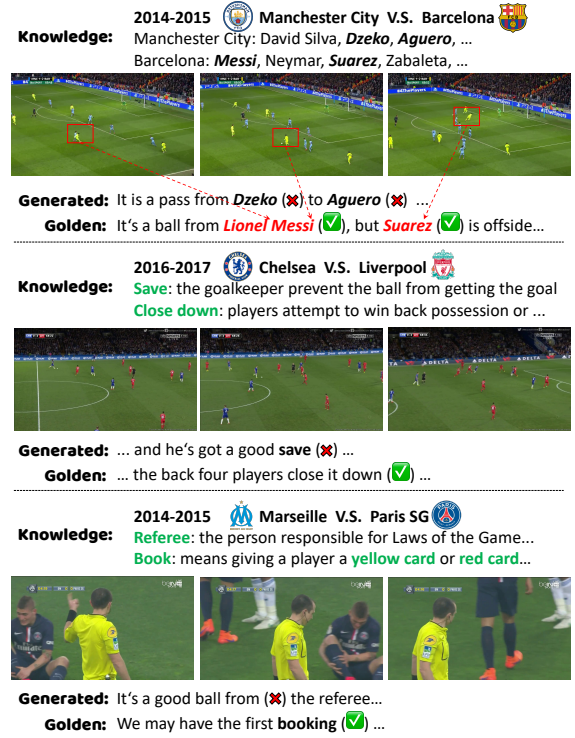 2014-2015 Manchester City V.S. Barcelona
Knowledge: Manchester City: David Silva, Dzeko, Aguero, ...
Barcelona: Messi, Neymar, Suarez, Zabaleta, ...
Generated: It is a pass from Dzeko (❌) to Aguero (❌) ...
Golden: It's a ball from Lionel Messi (✅), but Suarez (✅) is offside...
2016-2017 Chelsea V.S. Liverpool
Knowledge: Save: the goalkeeper prevent the ball from getting the goal
Close down: players attempt to win back possession or ...
DELTA
Generated: ... and he's got a good save (❌) ...
Golden: ... the back four players close it down (✅) ...
2014-2015 Marseille V.S. Paris SG
Knowledge: Referee: the person responsible for Laws of the Game...
Book: means giving a player a yellow card or red card...
Generated: It's a good ball from (❌) the referee...
Golden: We may have the first booking (✅) ...